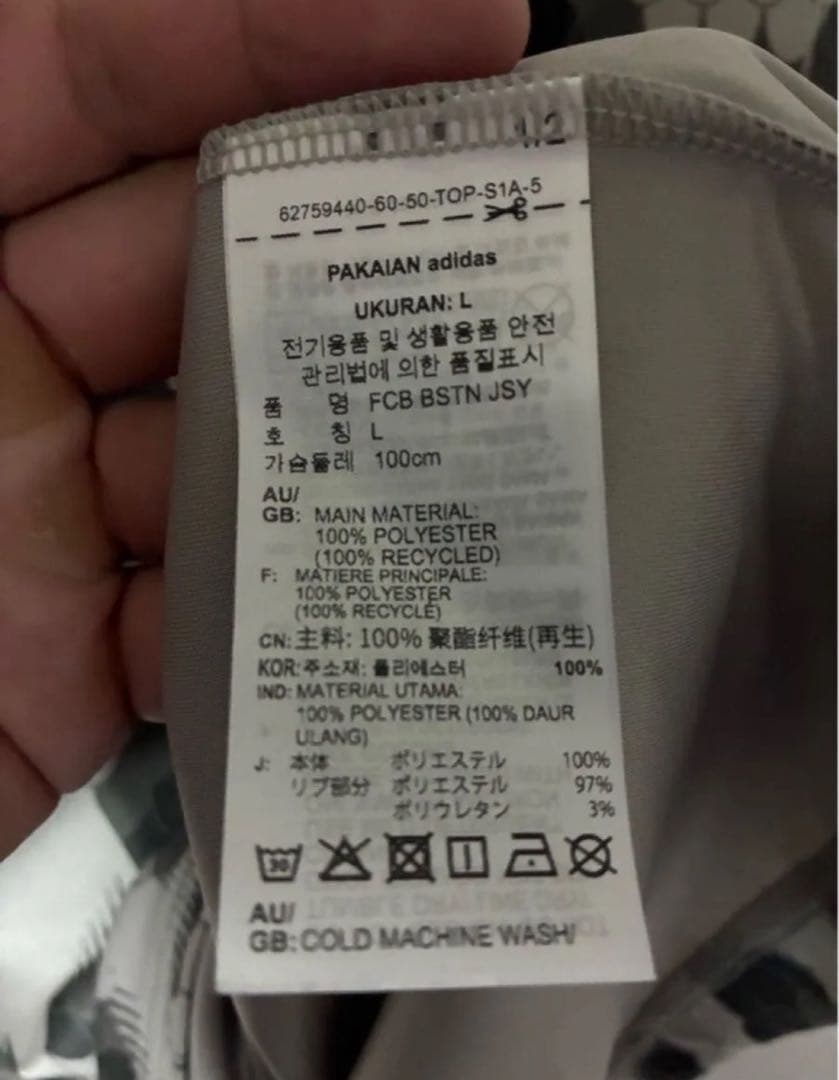 1/2
62759440-60-50-TOP-S1A-5
PAKAIAN adidas
UKURAN: L
전기용품 및 생활용품 안전
관리법에 의한 품질표시
품 명 FCB BSTN JSY
호 칭 L
가슴둘레 100cm
AU/
GB: MAIN MATERIAL:
100% POLYESTER
(100% RECYCLED)
F: MATIERE PRINCIPALE:
100% POLYESTER
(100% RECYCLÉ)
CN: 主料: 100% 聚酯纤维(再生)
KOR: 주소재: 폴리에스터 100%
IND: MATERIAL UTAMA:
100% POLYESTER (100% DAUR
ULANG)
J: 本体 ポリエステル 100%
リブ部分 ポリエステル 97%
ポリウレタン 3%
30
AU/
GB: COLD MACHINE WASH/